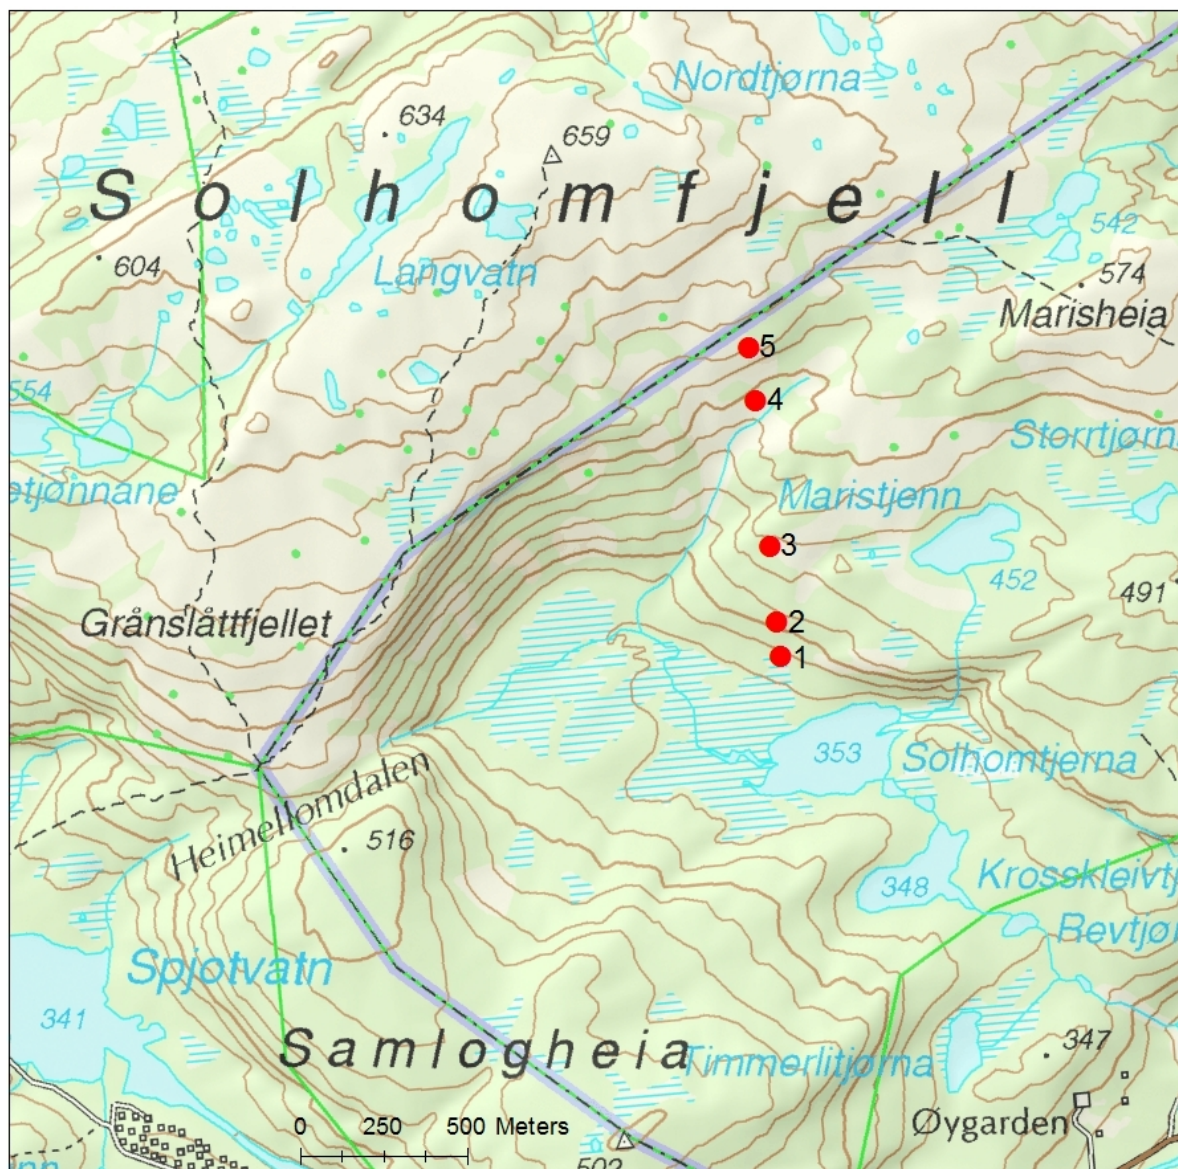 Nordtjørna
634
659
Solhomfjell
542
604
Langvatn
574
Marisheia
5
554
4
Storrtjørn
etjønnane
Maristjenn
3
452
491
Grånslåttfjellet
2
1
353
Solhomtjerna
Heimellomdalen
516
348
Krosskleivtj
Revtjør
Spjotvatn
341
Samlogheia
Timmerlitjørna
347
Øygarden
0 250 500 Meters
502